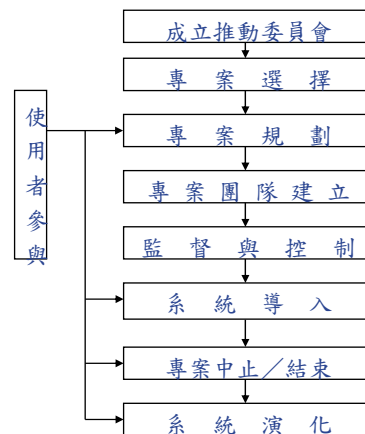 成立推動委員會
專案選擇
使用者參與
專案規劃
專案團隊建立
監督與控制
系統導入
專案中止／結束
系統演化